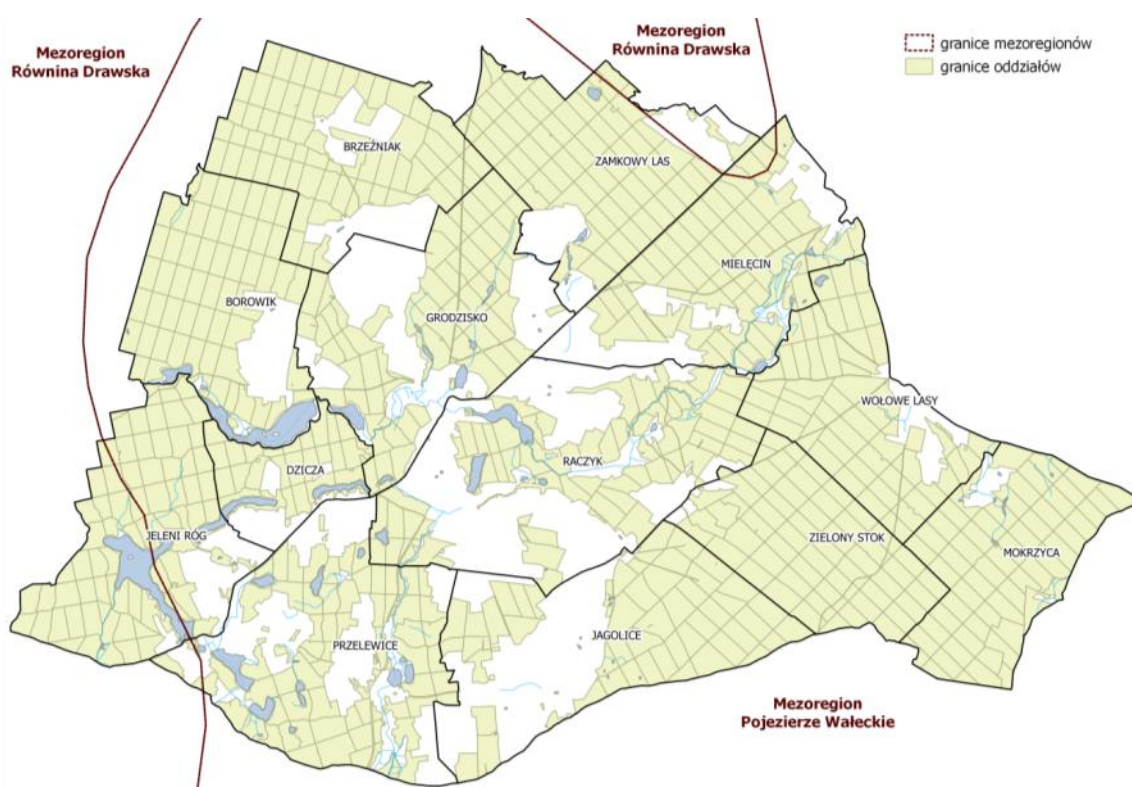 Mezoregion
Równina Drawska
Mezoregion
Równina Drawska
granice mezoregionów
granice oddziałów
BRZEŹNIAK
ZAMKOWY LAS
MIELĘCIN
BOROWIK
GRODZISKO
WOŁOWE LASY
RACZYK
DZICZA
JELENI RÓG
ZIELONY STOK
MOKRZYCA
JAGOLICE
PRZELEWICE
Mezoregion
Pojezierze Wałeckie